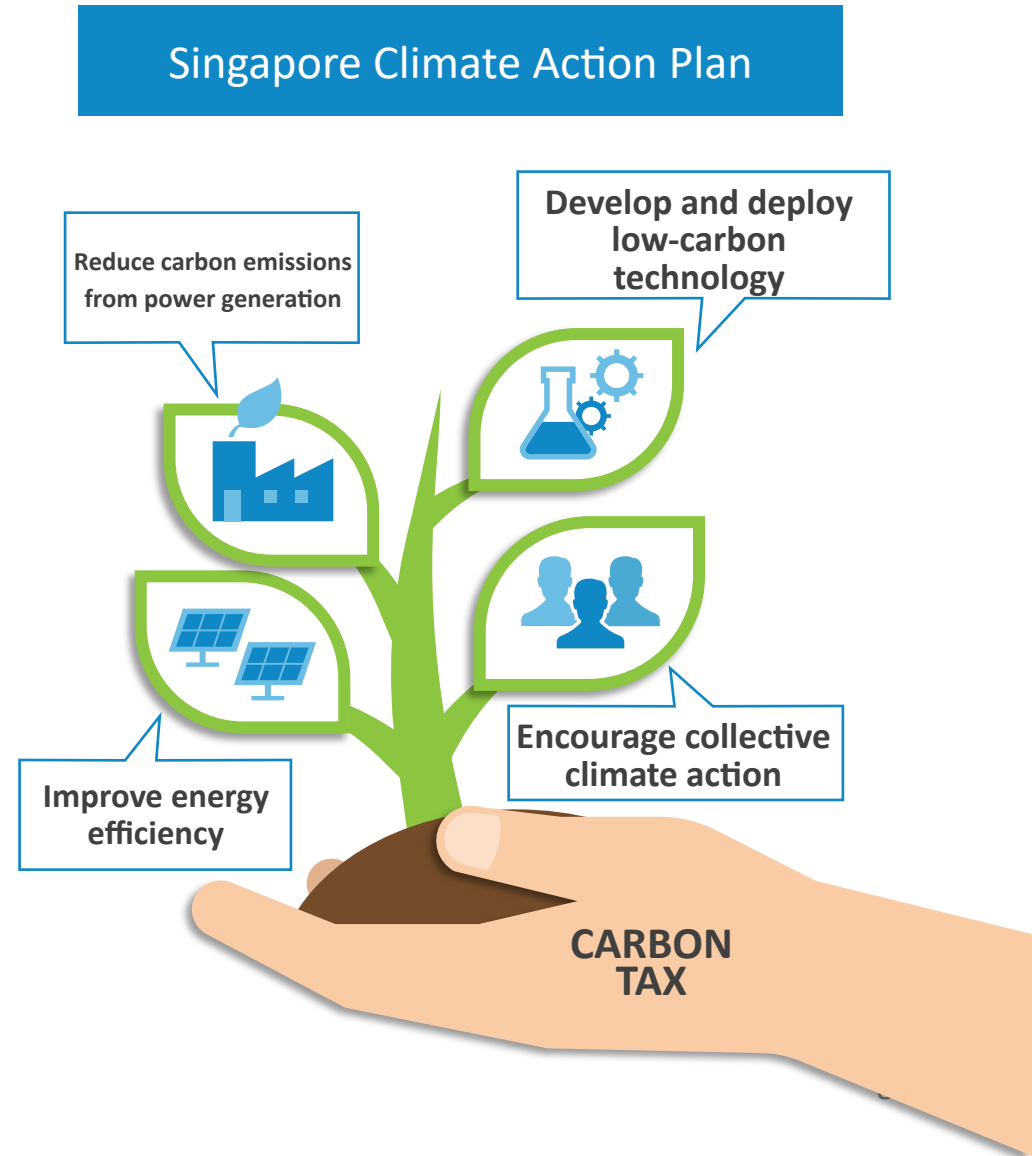 Singapore Climate Action Plan
Develop and deploy
low-carbon
technology
Reduce carbon emissions
from power generation
Encourage collective
climate action
Improve energy
efficiency
CARBON
TAX